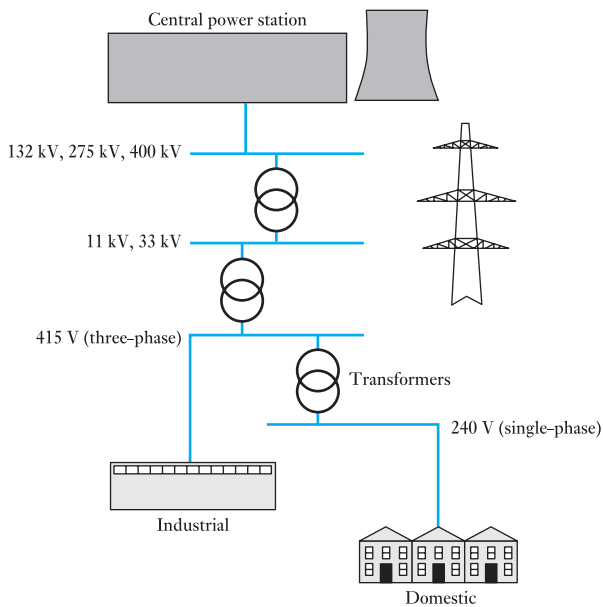 Central power station
132 kV, 275 kV, 400 kV
11 kV, 33 kV
415 V (three–phase)
Transformers
240 V (single–phase)
Industrial
Domestic